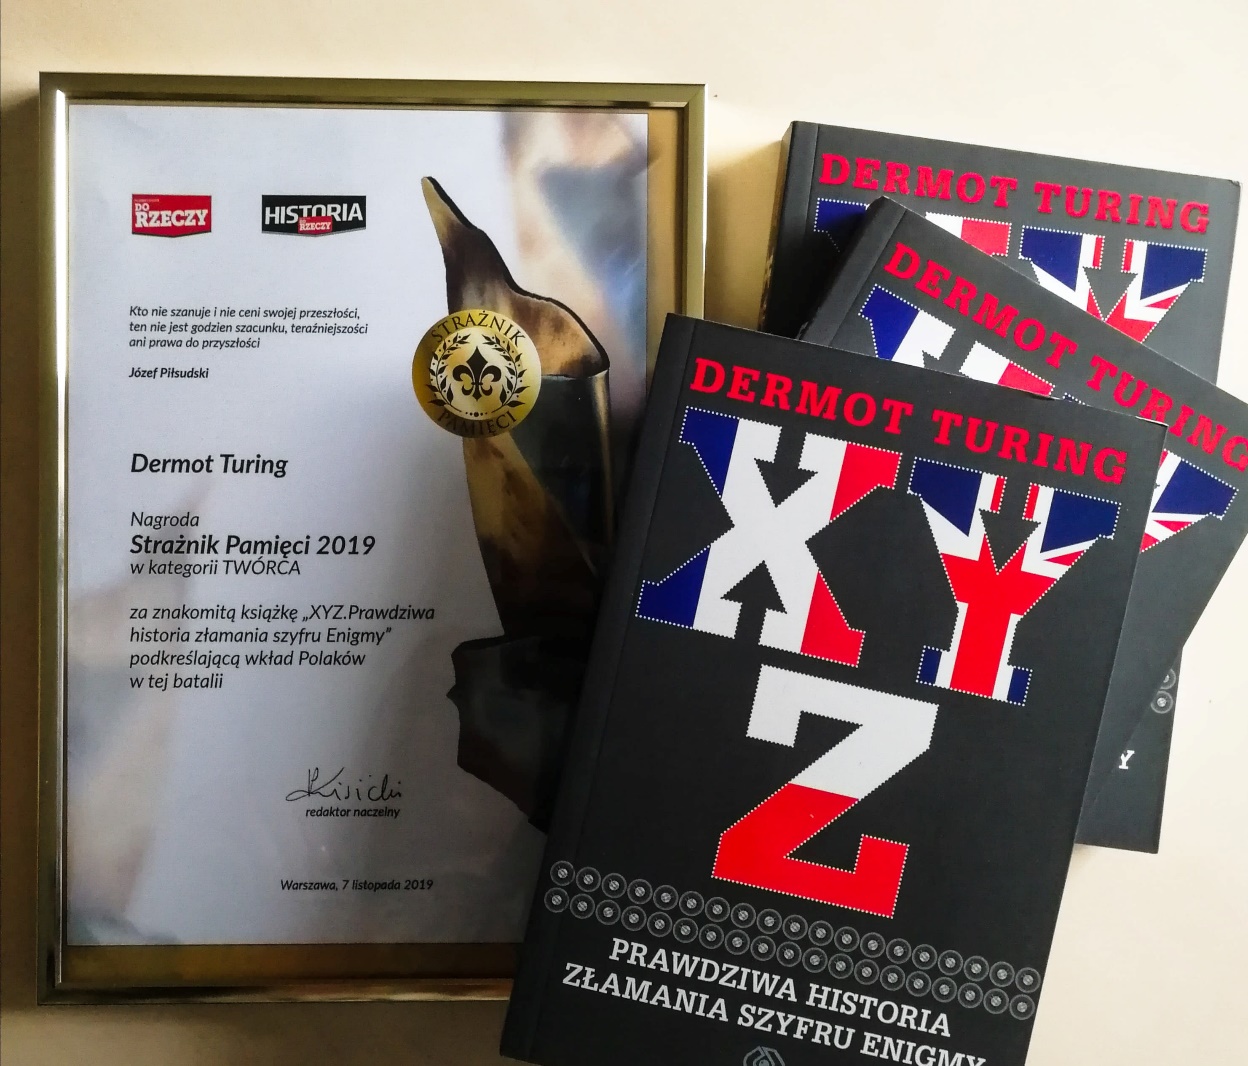 DO
RZECZY
HISTORIA
DO
RZECZY
Kto nie szanuje i nie ceni swojej przeszłości,
ten nie jest godzien szacunku, teraźniejszości
ani prawa do przyszłości
Józef Piłsudski
STRAŻNIK
PAMIĘCI
Dermot Turing
Nagroda
Strażnik Pamięci 2019
w kategorii TWÓRCA
za znakomitą książkę „XYZ.Prawdziwa
historia złamania szyfru Enigmy”
podkreślającą wkład Polaków
w tej batalii
redaktor naczelny
Warszawa, 7 listopada 2019
DERMOT TURING
XY
DERMOT TURING
XY
Y
DERMOT TURING
XY
Z
PRAWDZIWA HISTORIA
ZŁAMANIA SZYFRU ENIGMY